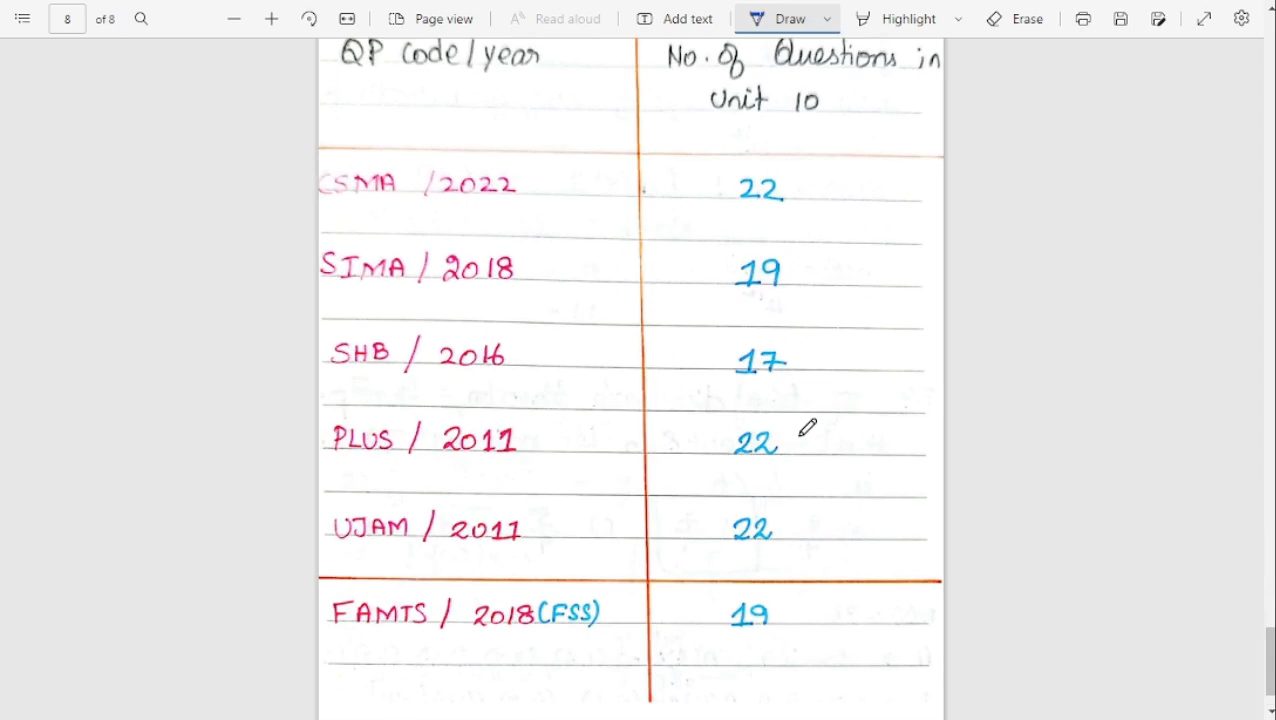 8 of 8 Page view Read aloud Add text Draw Highlight Erase
QP Code/year No. of Questions in
Unit 10
CSMA /2022 22
SIMA / 2018 19
SHB / 2016 17
PLUS / 2011 22
UJAM / 2011 22
FAMTS / 2018 (FSS) 19